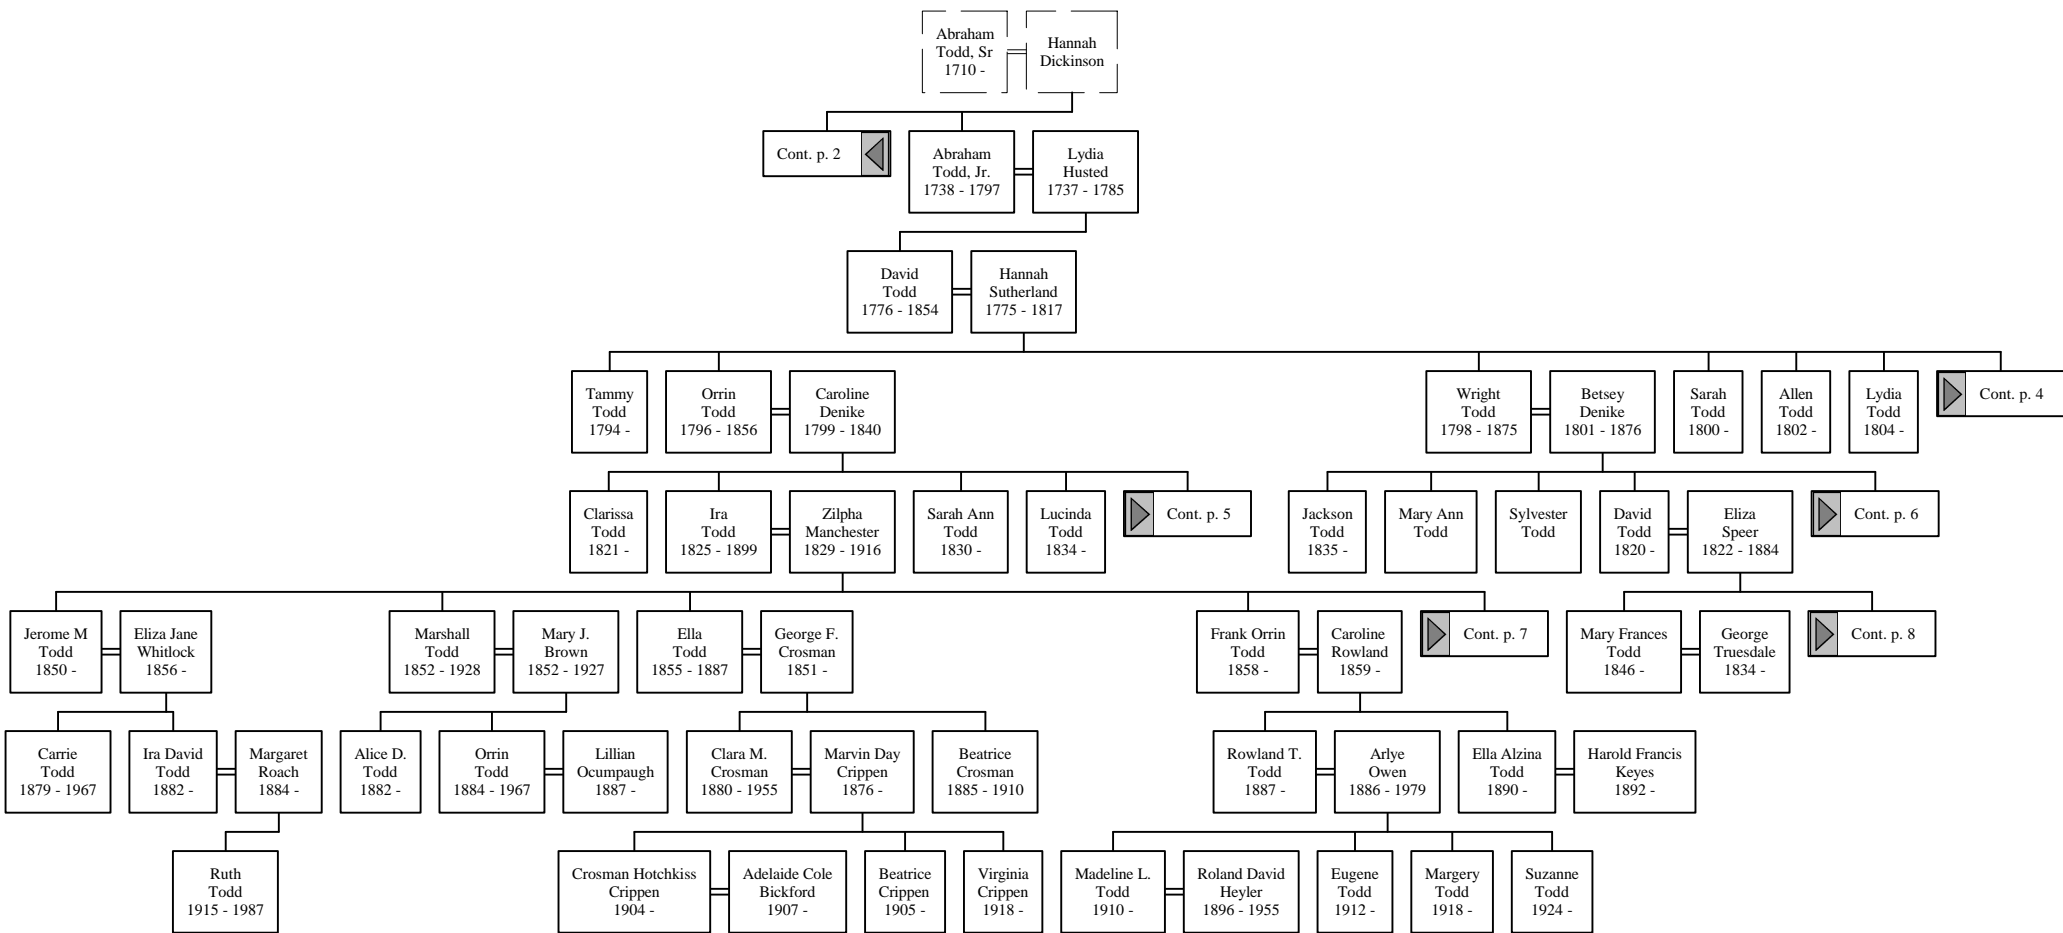 Abraham
Todd, Sr
1710 -
Hannah
Dickinson
Cont. p. 2
Abraham
Todd, Jr.
1738 - 1797
Lydia
Husted
1737 - 1785
David
Todd
1776 - 1854
Hannah
Sutherland
1775 - 1817
Tammy
Todd
1794 -
Orrin
Todd
1796 - 1856
Caroline
Denike
1799 - 1840
Wright
Todd
1798 - 1875
Betsey
Denike
1801 - 1876
Sarah
Todd
1800 -
Allen
Todd
1802 -
Lydia
Todd
1804 -
Cont. p. 4
Clarissa
Todd
1821 -
Ira
Todd
1825 - 1899
Zilpha
Manchester
1829 - 1916
Sarah Ann
Todd
1830 -
Lucinda
Todd
1834 -
Cont. p. 5
Jackson
Todd
1835 -
Mary Ann
Todd
Sylvester
Todd
David
Todd
1820 -
Eliza
Speer
1822 - 1884
Cont. p. 6
Jerome M
Todd
1850 -
Eliza Jane
Whitlock
1856 -
Marshall
Todd
1852 - 1928
Mary J.
Brown
1852 - 1927
Ella
Todd
1855 - 1887
George F.
Crosman
1851 -
Frank Orrin
Todd
1858 -
Caroline
Rowland
1859 -
Cont. p. 7
Mary Frances
Todd
1846 -
George
Truesdale
1834 -
Cont. p. 8
Carrie
Todd
1879 - 1967
Ira David
Todd
1882 -
Margaret
Roach
1884 -
Alice D.
Todd
1882 -
Orrin
Todd
1884 - 1967
Lillian
Ocumpaugh
1887 -
Clara M.
Crosman
1880 - 1955
Marvin Day
Crippen
1876 -
Beatrice
Crosman
1885 - 1910
Rowland T.
Todd
1887 -
Arlye
Owen
1886 - 1979
Ella Alzina
Todd
1890 -
Harold Francis
Keyes
1892 -
Ruth
Todd
1915 - 1987
Crosman Hotchkiss
Crippen
1904 -
Adelaide Cole
Bickford
1907 -
Beatrice
Crippen
1905 -
Virginia
Crippen
1918 -
Madeline L.
Todd
1910 -
Roland David
Heyler
1896 - 1955
Eugene
Todd
1912 -
Margery
Todd
1918 -
Suzanne
Todd
1924 -